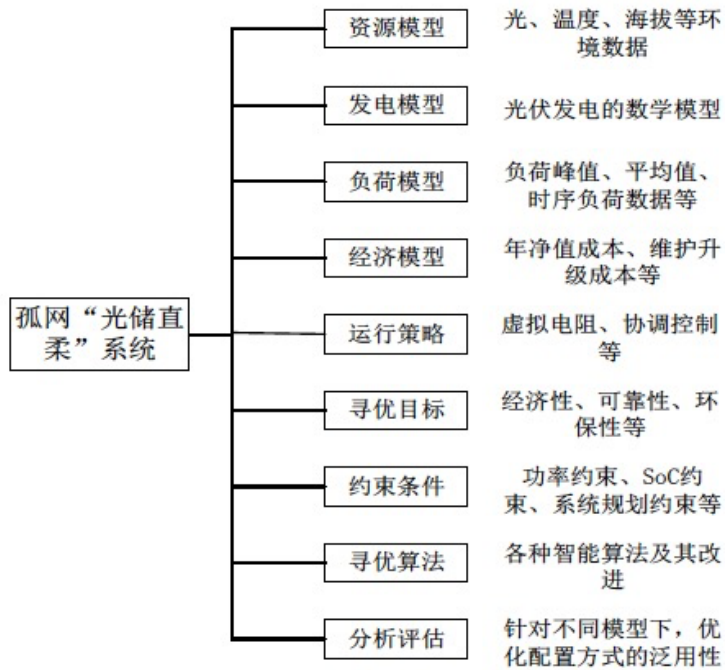 资源模型
光、温度、海拔等环
境数据
发电模型
光伏发电的数学模型
负荷模型
负荷峰值、平均值、
时序负荷数据等
经济模型
年净值成本、维护升
级成本等
孤网“光储直
柔”系统
运行策略
虚拟电阻、协调控制
等
寻优目标
经济性、可靠性、环
保性等
约束条件
功率约束、SoC约
束、系统规划约束等
寻优算法
各种智能算法及其改
进
分析评估
针对不同模型下，优
化配置方式的泛用性